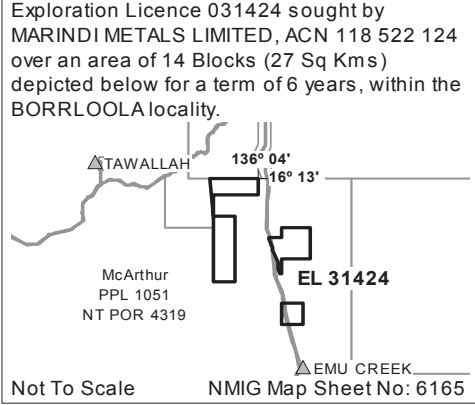 Exploration Licence 031424 sought by
MARINDI METALS LIMITED, ACN 118 522 124
over an area of 14 Blocks (27 Sq Kms)
depicted below for a term of 6 years, within the
BORRLOOLA locality.
TAWALLAH
136º 04'
16º 13'
McArthur
PPL 1051
NT POR 4319
EL 31424
EMU CREEK
Not To Scale
NMIG Map Sheet No: 6165